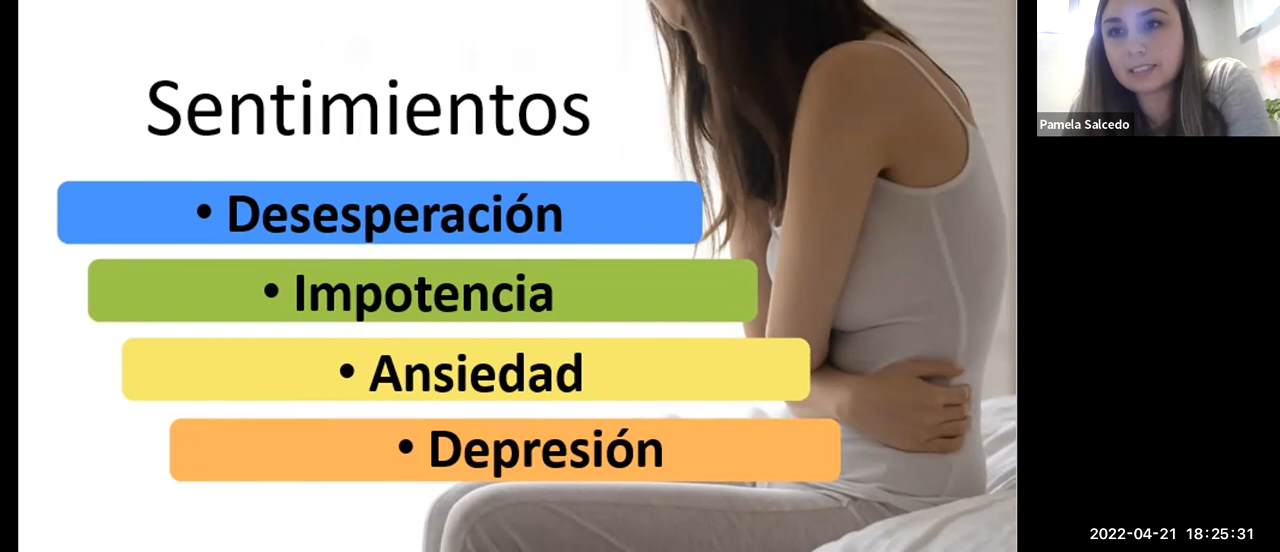 Sentimientos
• Desesperación
• Impotencia
• Ansiedad
• Depresión
Pamela Salcedo
2022-04-21 18:25:31